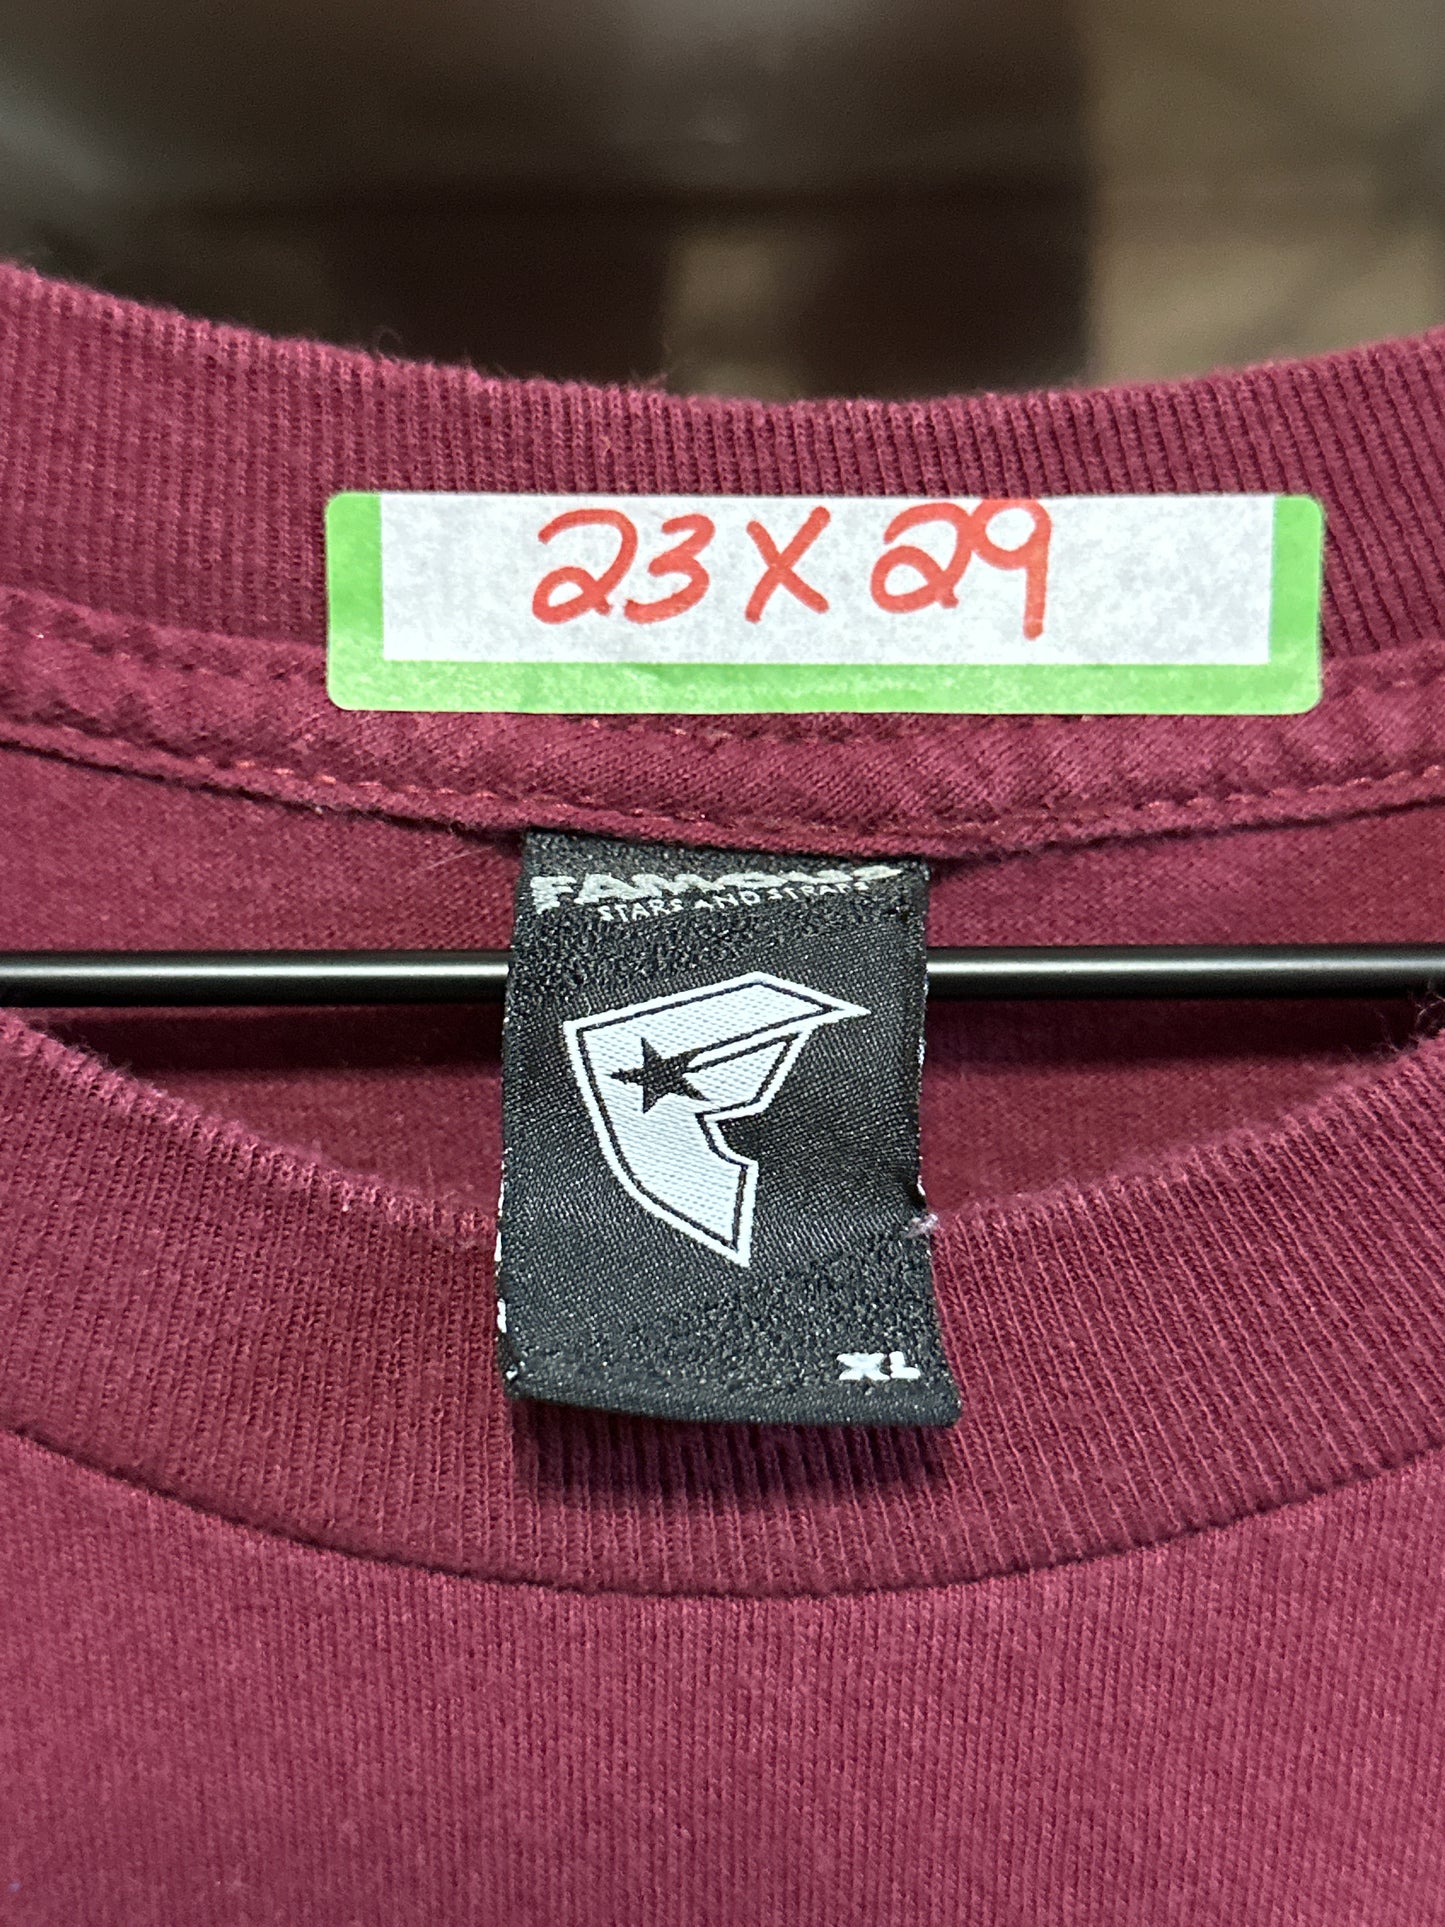 23 X 29
FAMOUS
STARS AND STRAPS
XL